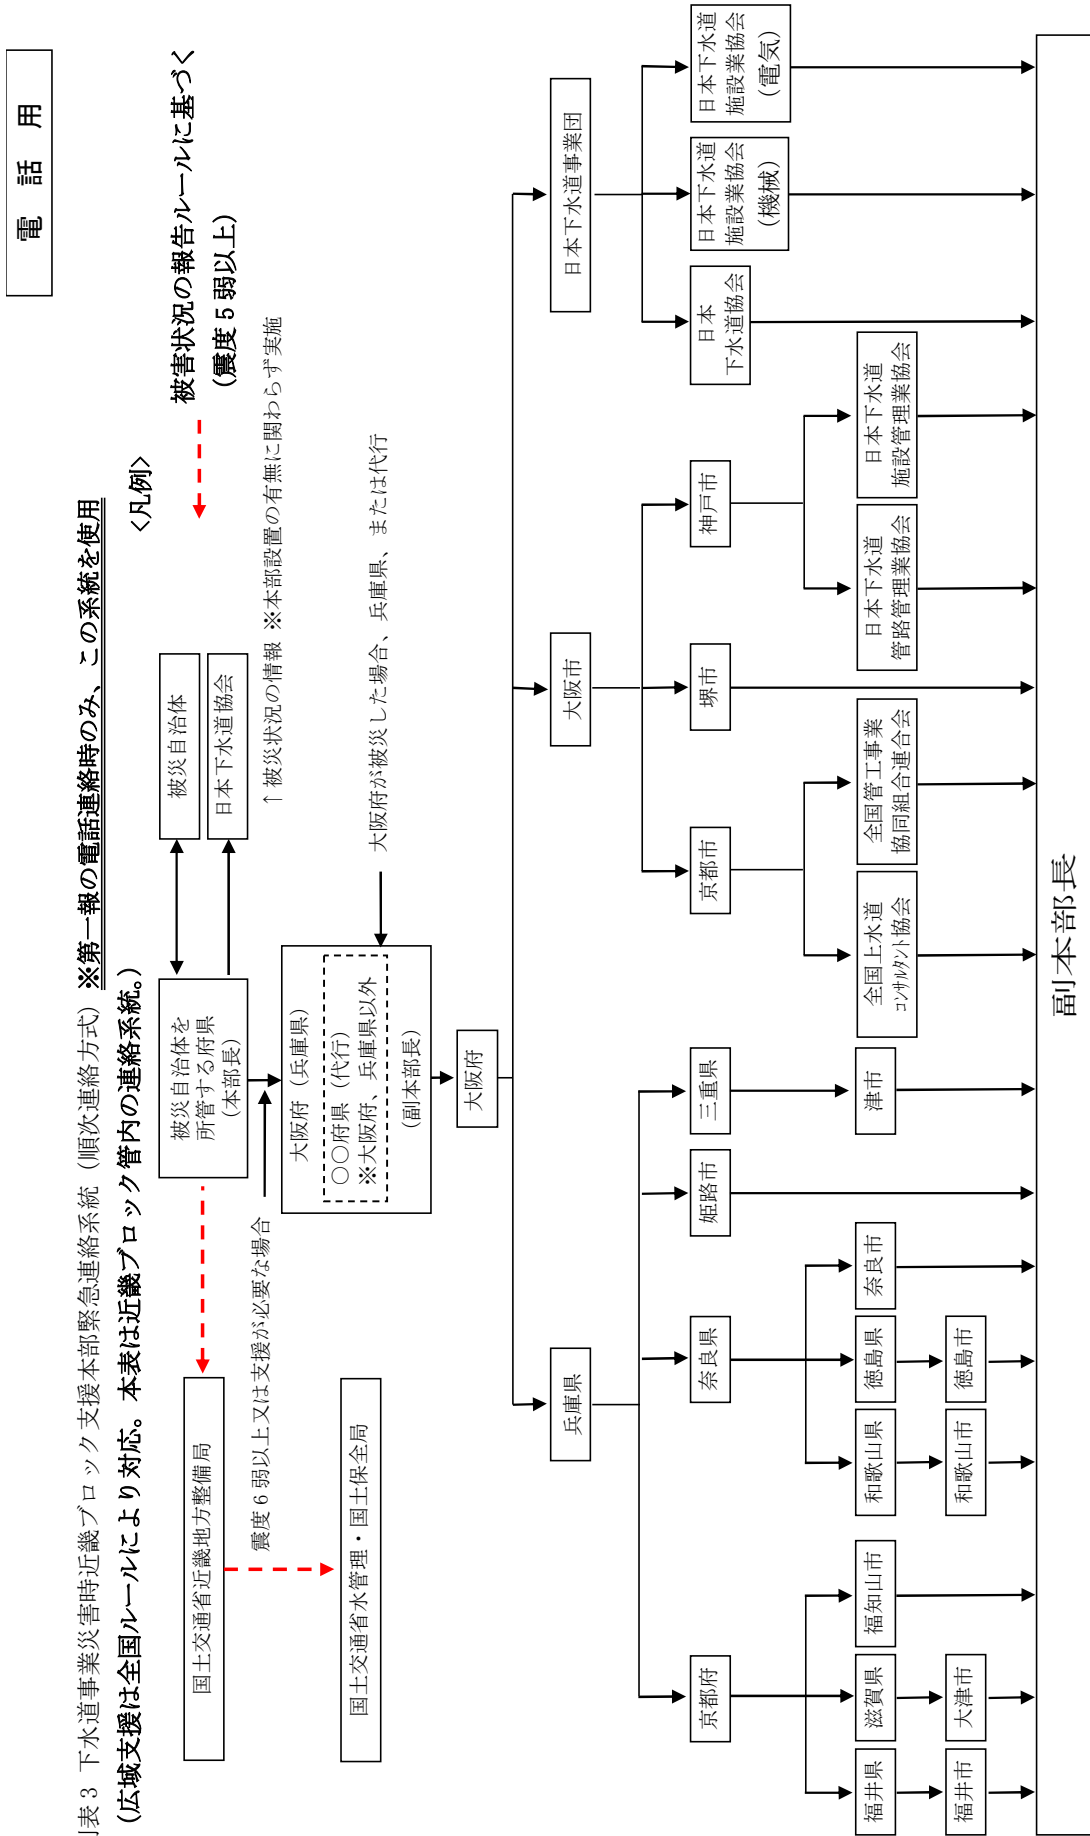 電 話 用
表３ 下水道事業災害時近畿ブロック支援本部緊急連絡系統（順次連絡方式）※第一報の電話連絡時のみ、この系統を使用
（広域支援は全国ルールにより対応。本表は近畿ブロック管内の連絡系統。）
<凡例>
被害状況の報告ルールに基づく
（震度５弱以上）
被災自治体
日本下水道協会
↑被災状況の情報 ※本部設置の有無に関わらず実施
被災自治体を
所管する府県
（本部長）
国土交通省近畿地方整備局
震度６弱以上又は支援が必要な場合
国土交通省水管理・国土保全局
大阪府（兵庫県）
〇〇府県（代行）
※大阪府、兵庫県以外
（副本部長）
大阪府が被災した場合、兵庫県、または代行
大阪府
兵庫県
大阪市
日本下水道事業団
京都府
奈良県
姫路市
三重県
京都市
堺市
神戸市
日本
下水道協会
日本下水道
施設業協会
（機械）
日本下水道
施設業協会
（電気）
福井県
滋賀県
福知山市
和歌山県
徳島県
奈良市
津市
全国上水道
コンサルタント協会
全国管工事業
協同組合連合会
日本下水道
管路管理業協会
日本下水道
施設管理業協会
福井市
大津市
和歌山市
徳島市
副本部長